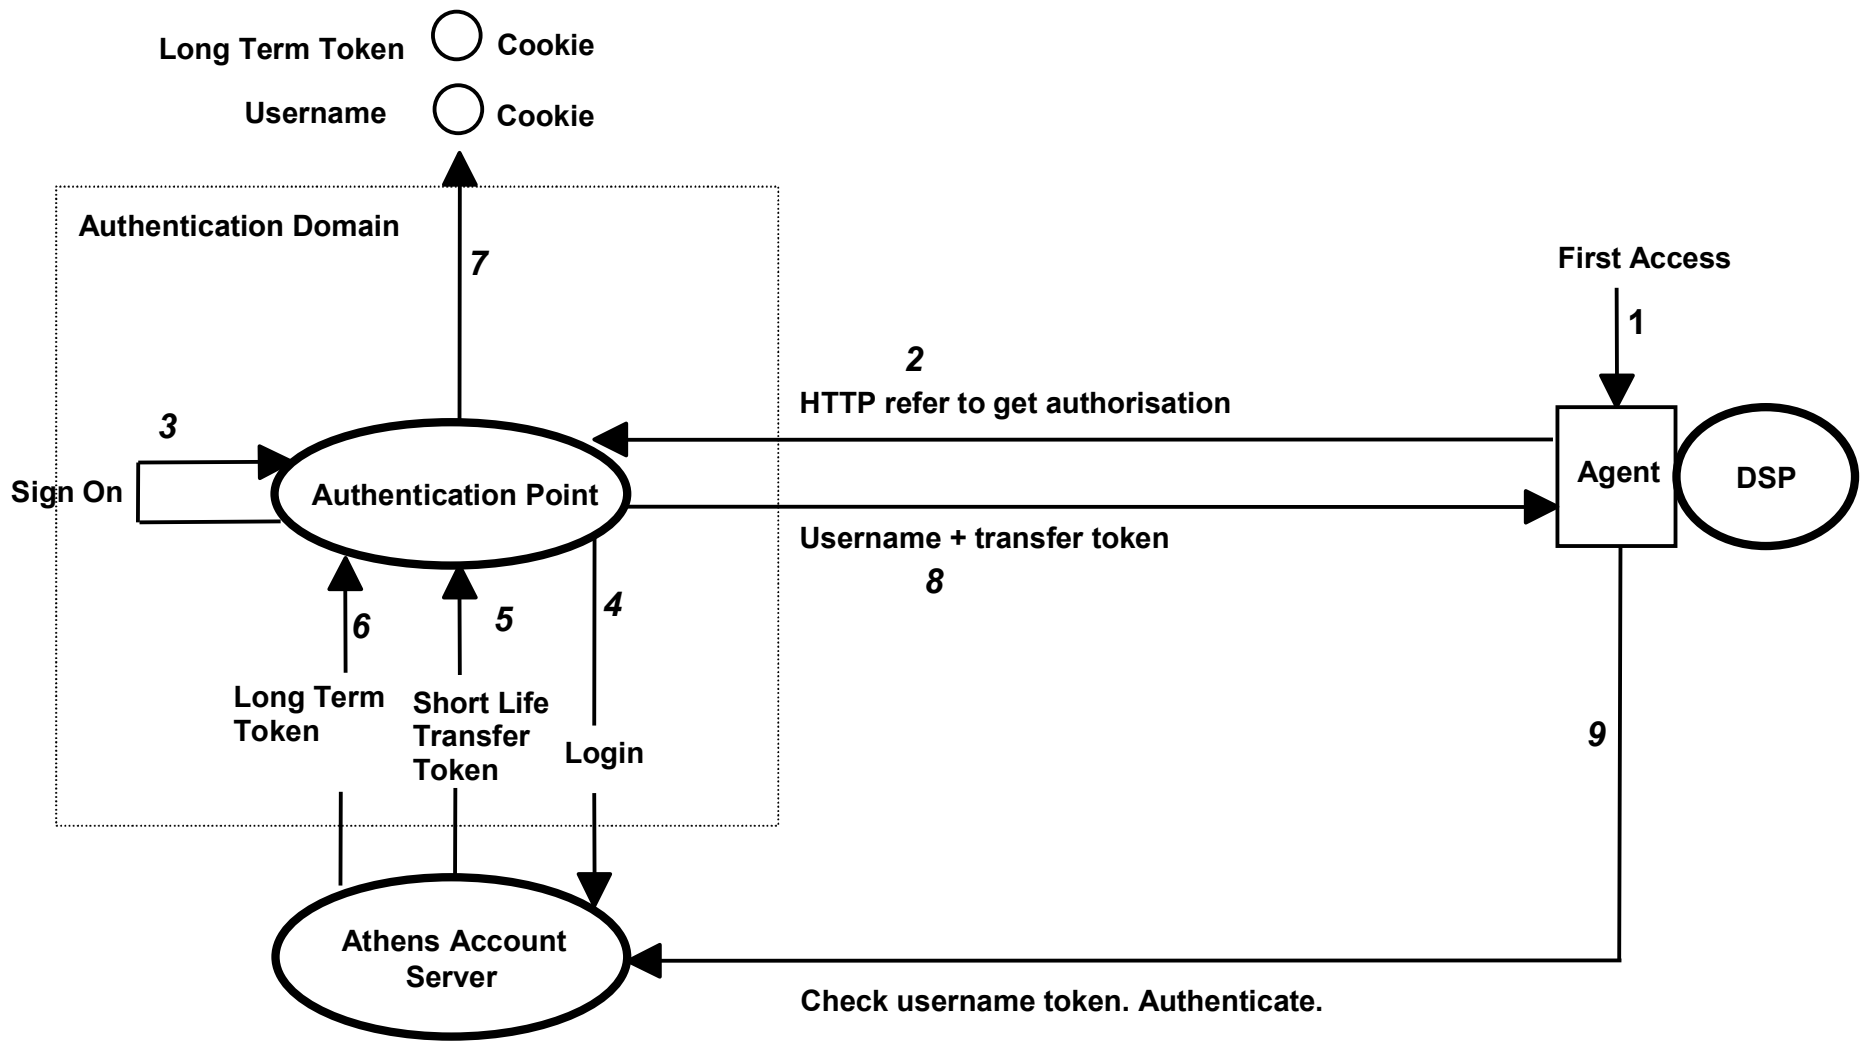 Long Term Token
Cookie
Username
Cookie
Authentication Domain
7
First Access
1
2
HTTP refer to get authorisation
3
Sign On
Authentication Point
Agent
DSP
Username + transfer token
8
4
5
6
Long Term
Token
Short Life
Transfer
Token
Login
9
Athens Account
Server
Check username token. Authenticate.